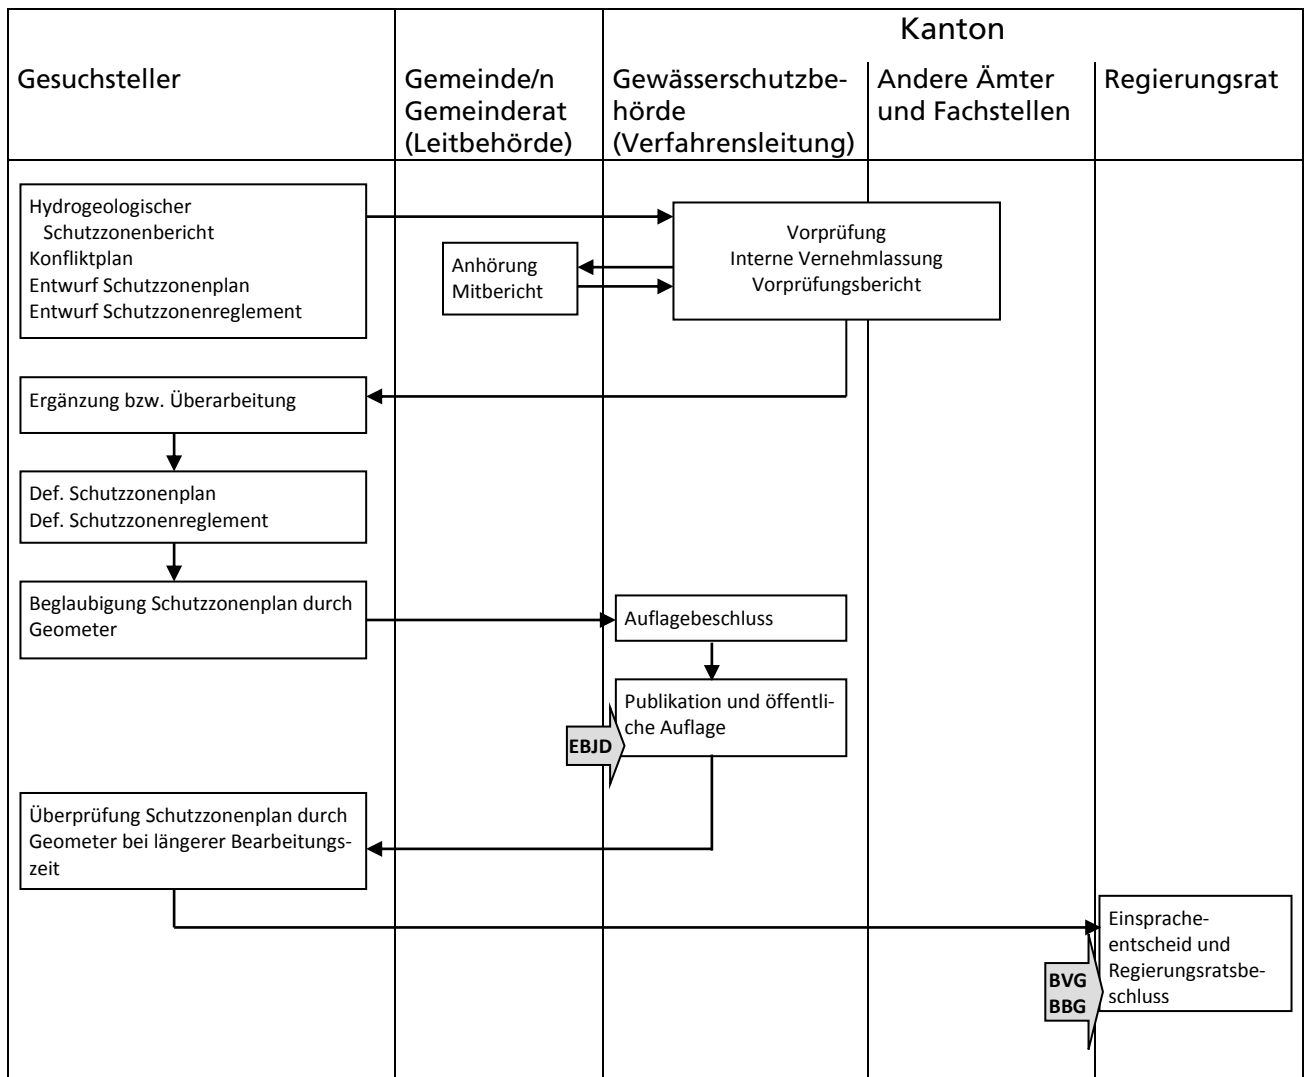 Kanton
Gesuchsteller
Gemeinde/n
Gemeinderat
(Leitbehörde)
Gewässerschutzbe-
hörde
(Verfahrensleitung)
Andere Ämter
und Fachstellen
Regierungsrat
Hydrogeologischer
Schutzzonenbericht
Konfliktplan
Entwurf Schutzzonenplan
Entwurf Schutzzonenreglement
Anhörung
Mitbericht
Vorprüfung
Interne Vernehmlassung
Vorprüfungsbericht
Ergänzung bzw. Überarbeitung
Def. Schutzzonenplan
Def. Schutzzonenreglement
Beglaubigung Schutzzonenplan durch
Geometer
Auflagebeschluss
Publikation und öffentli-
che Auflage
EBJD
Überprüfung Schutzzonenplan durch
Geometer bei längerer Bearbeitungs-
zeit
Einsprache-
entscheid und
Regierungsratsbe-
schluss
BVG
BBG